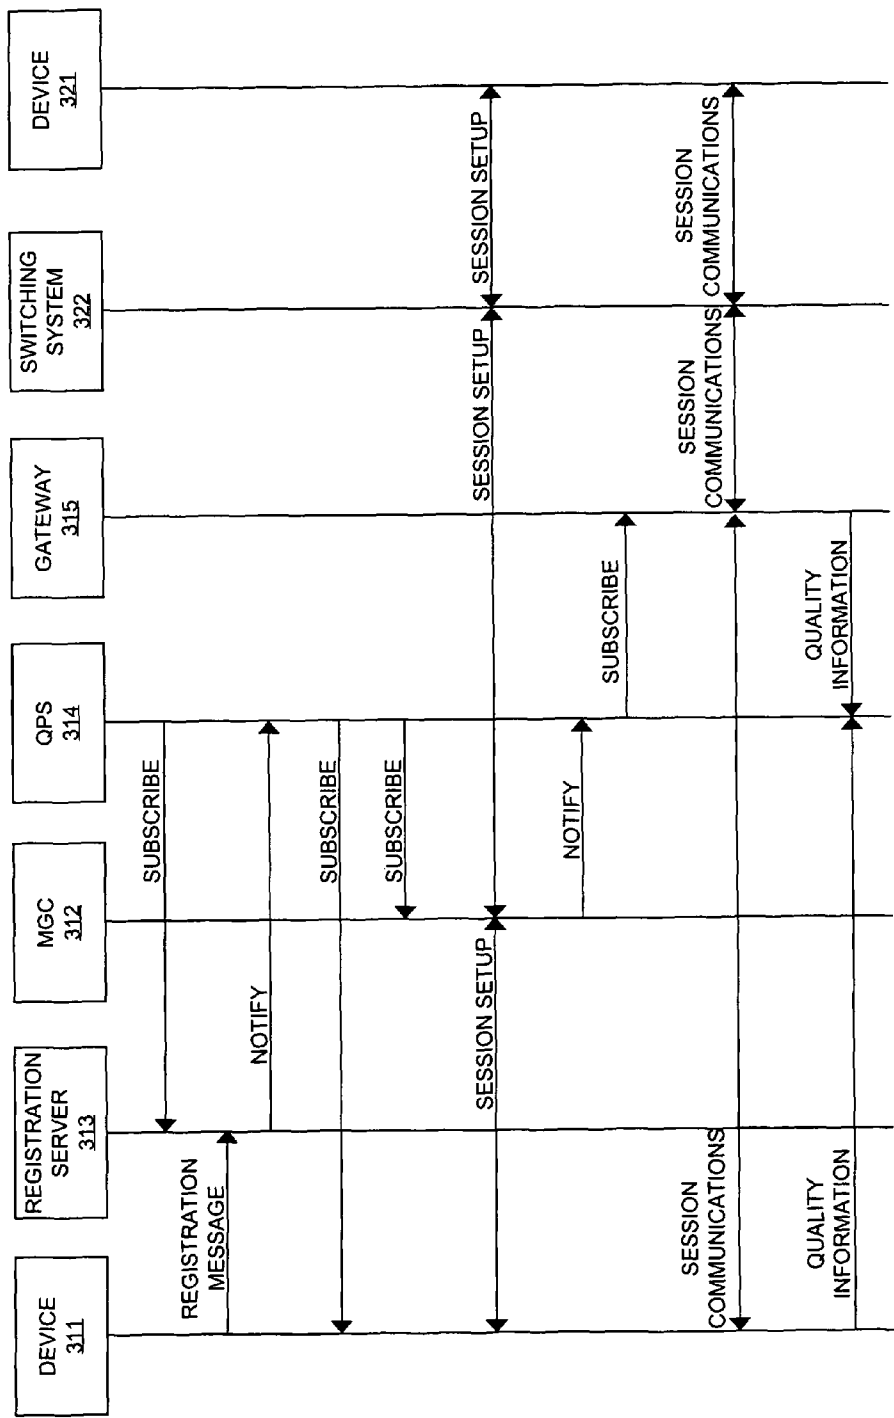 DEVICE
311
REGISTRATION
SERVER
313
MGC
312
QPS
314
GATEWAY
315
SWITCHING
SYSTEM
322
DEVICE
321
SUBSCRIBE
REGISTRATION
MESSAGE
NOTIFY
SUBSCRIBE
SUBSCRIBE
SESSION SETUP
SESSION SETUP
SESSION SETUP
NOTIFY
SUBSCRIBE
SESSION
COMMUNICATIONS
SESSION
COMMUNICATIONS
SESSION
COMMUNICATIONS
QUALITY
INFORMATION
QUALITY
INFORMATION